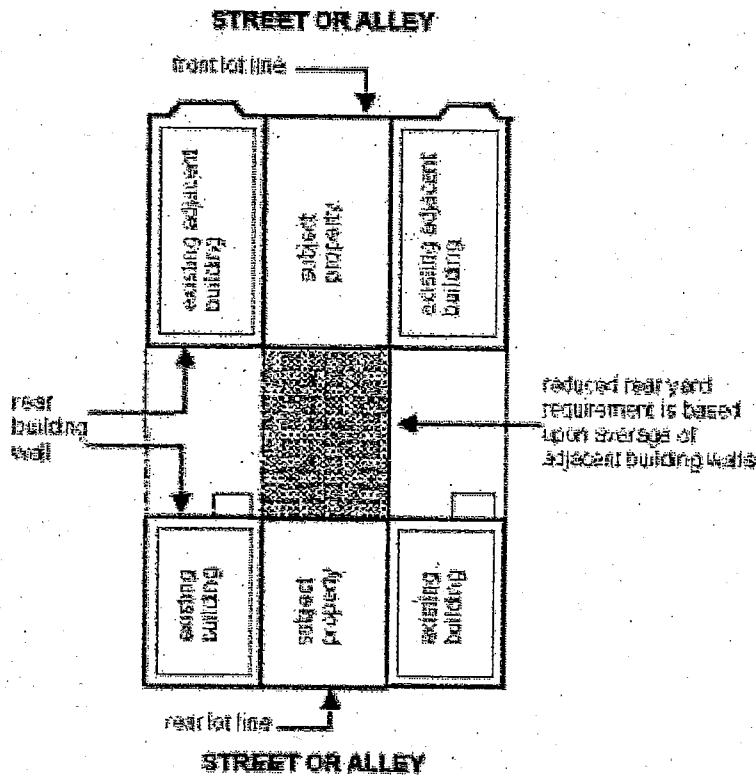 STREET OR ALLEY
front lot line
existing adjacent
building
subject
property
existing adjacent
building
rear
building
wall
reduced rear yard
requirement is based
upon average of
adjacent building walls
existing
building
subject
property
existing
building
rear lot line
STREET OR ALLEY